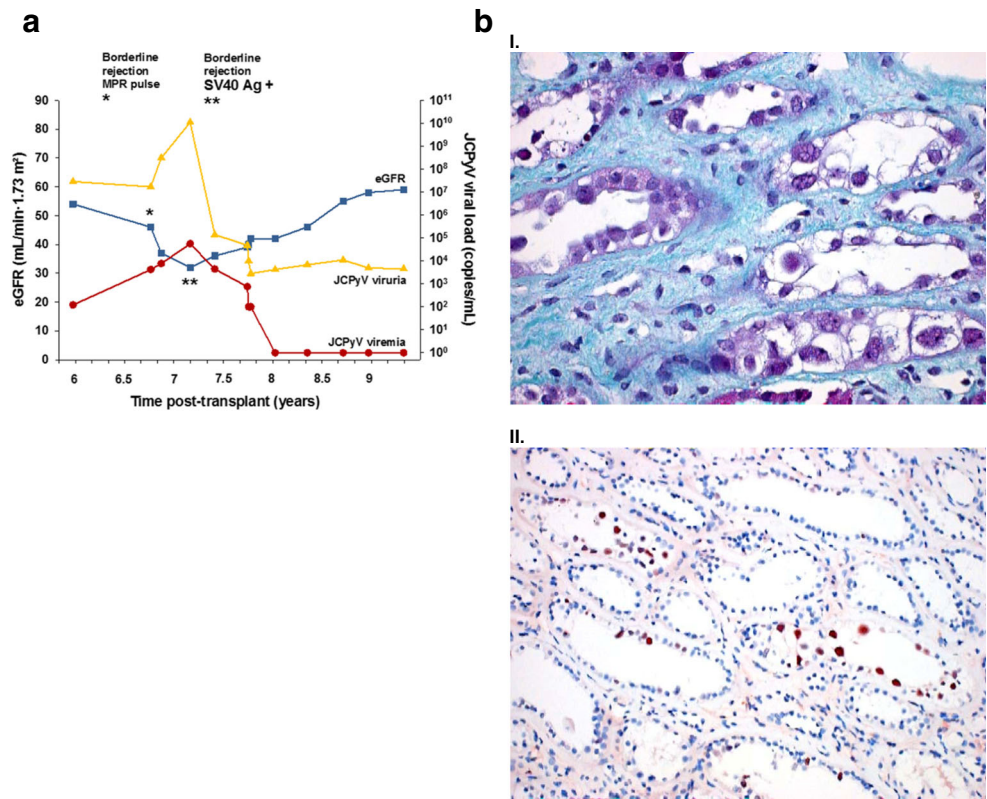 a
Borderline
rejection
MPR pulse
*
Borderline
rejection
SV40 Ag +
**
90
80
70
60
50
40
30
20
10
0
eGFR (mL/min·1.73 m²)
10¹¹
10¹⁰
10⁹
10⁸
10⁷
10⁶
10⁵
10⁴
10³
10²
10¹
10⁰
JCPyV viral load (copies/mL)
*
**
eGFR
JCPyV viruria
JCPyV viremia
6 6.5 7 7.5 8 8.5 9
Time post-transplant (years)
b
I.
II.